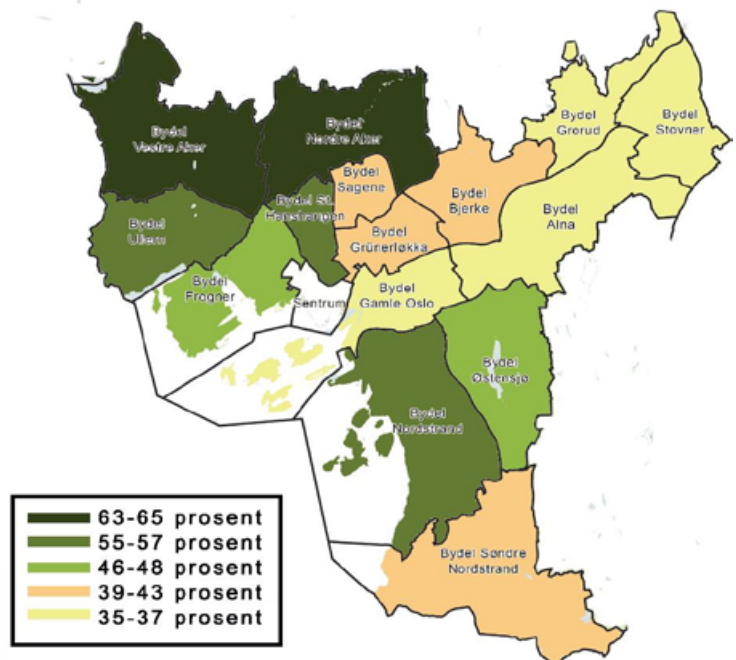 Bydel
Vestre Aker
Bydel
Nordre Aker
Bydel
Grorud
Bydel
Stovner
Bydel
Sagene
Bydel
Bjerke
Bydel St.
Hanshaugen
Bydel
Ullern
Bydel
Grünerløkka
Bydel
Alna
Bydel
Frogner
Sentrum
Bydel
Gamle Oslo
Bydel
Østensjø
Bydel
Nordstrand
Bydel Søndre
Nordstrand
63-65 prosent
55-57 prosent
46-48 prosent
39-43 prosent
35-37 prosent